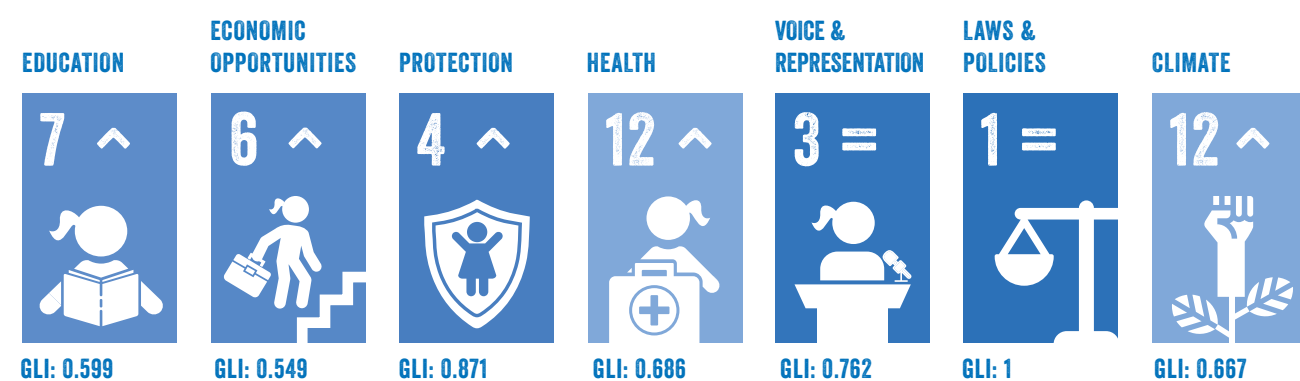 EDUCATION
7 ^
GLI: 0.599
ECONOMIC
OPPORTUNITIES
6 ^
GLI: 0.549
PROTECTION
4 ^
GLI: 0.871
HEALTH
12 ^
GLI: 0.686
VOICE &
REPRESENTATION
3 =
GLI: 0.762
LAWS &
POLICIES
1 =
GLI: 1
CLIMATE
12 ^
GLI: 0.667